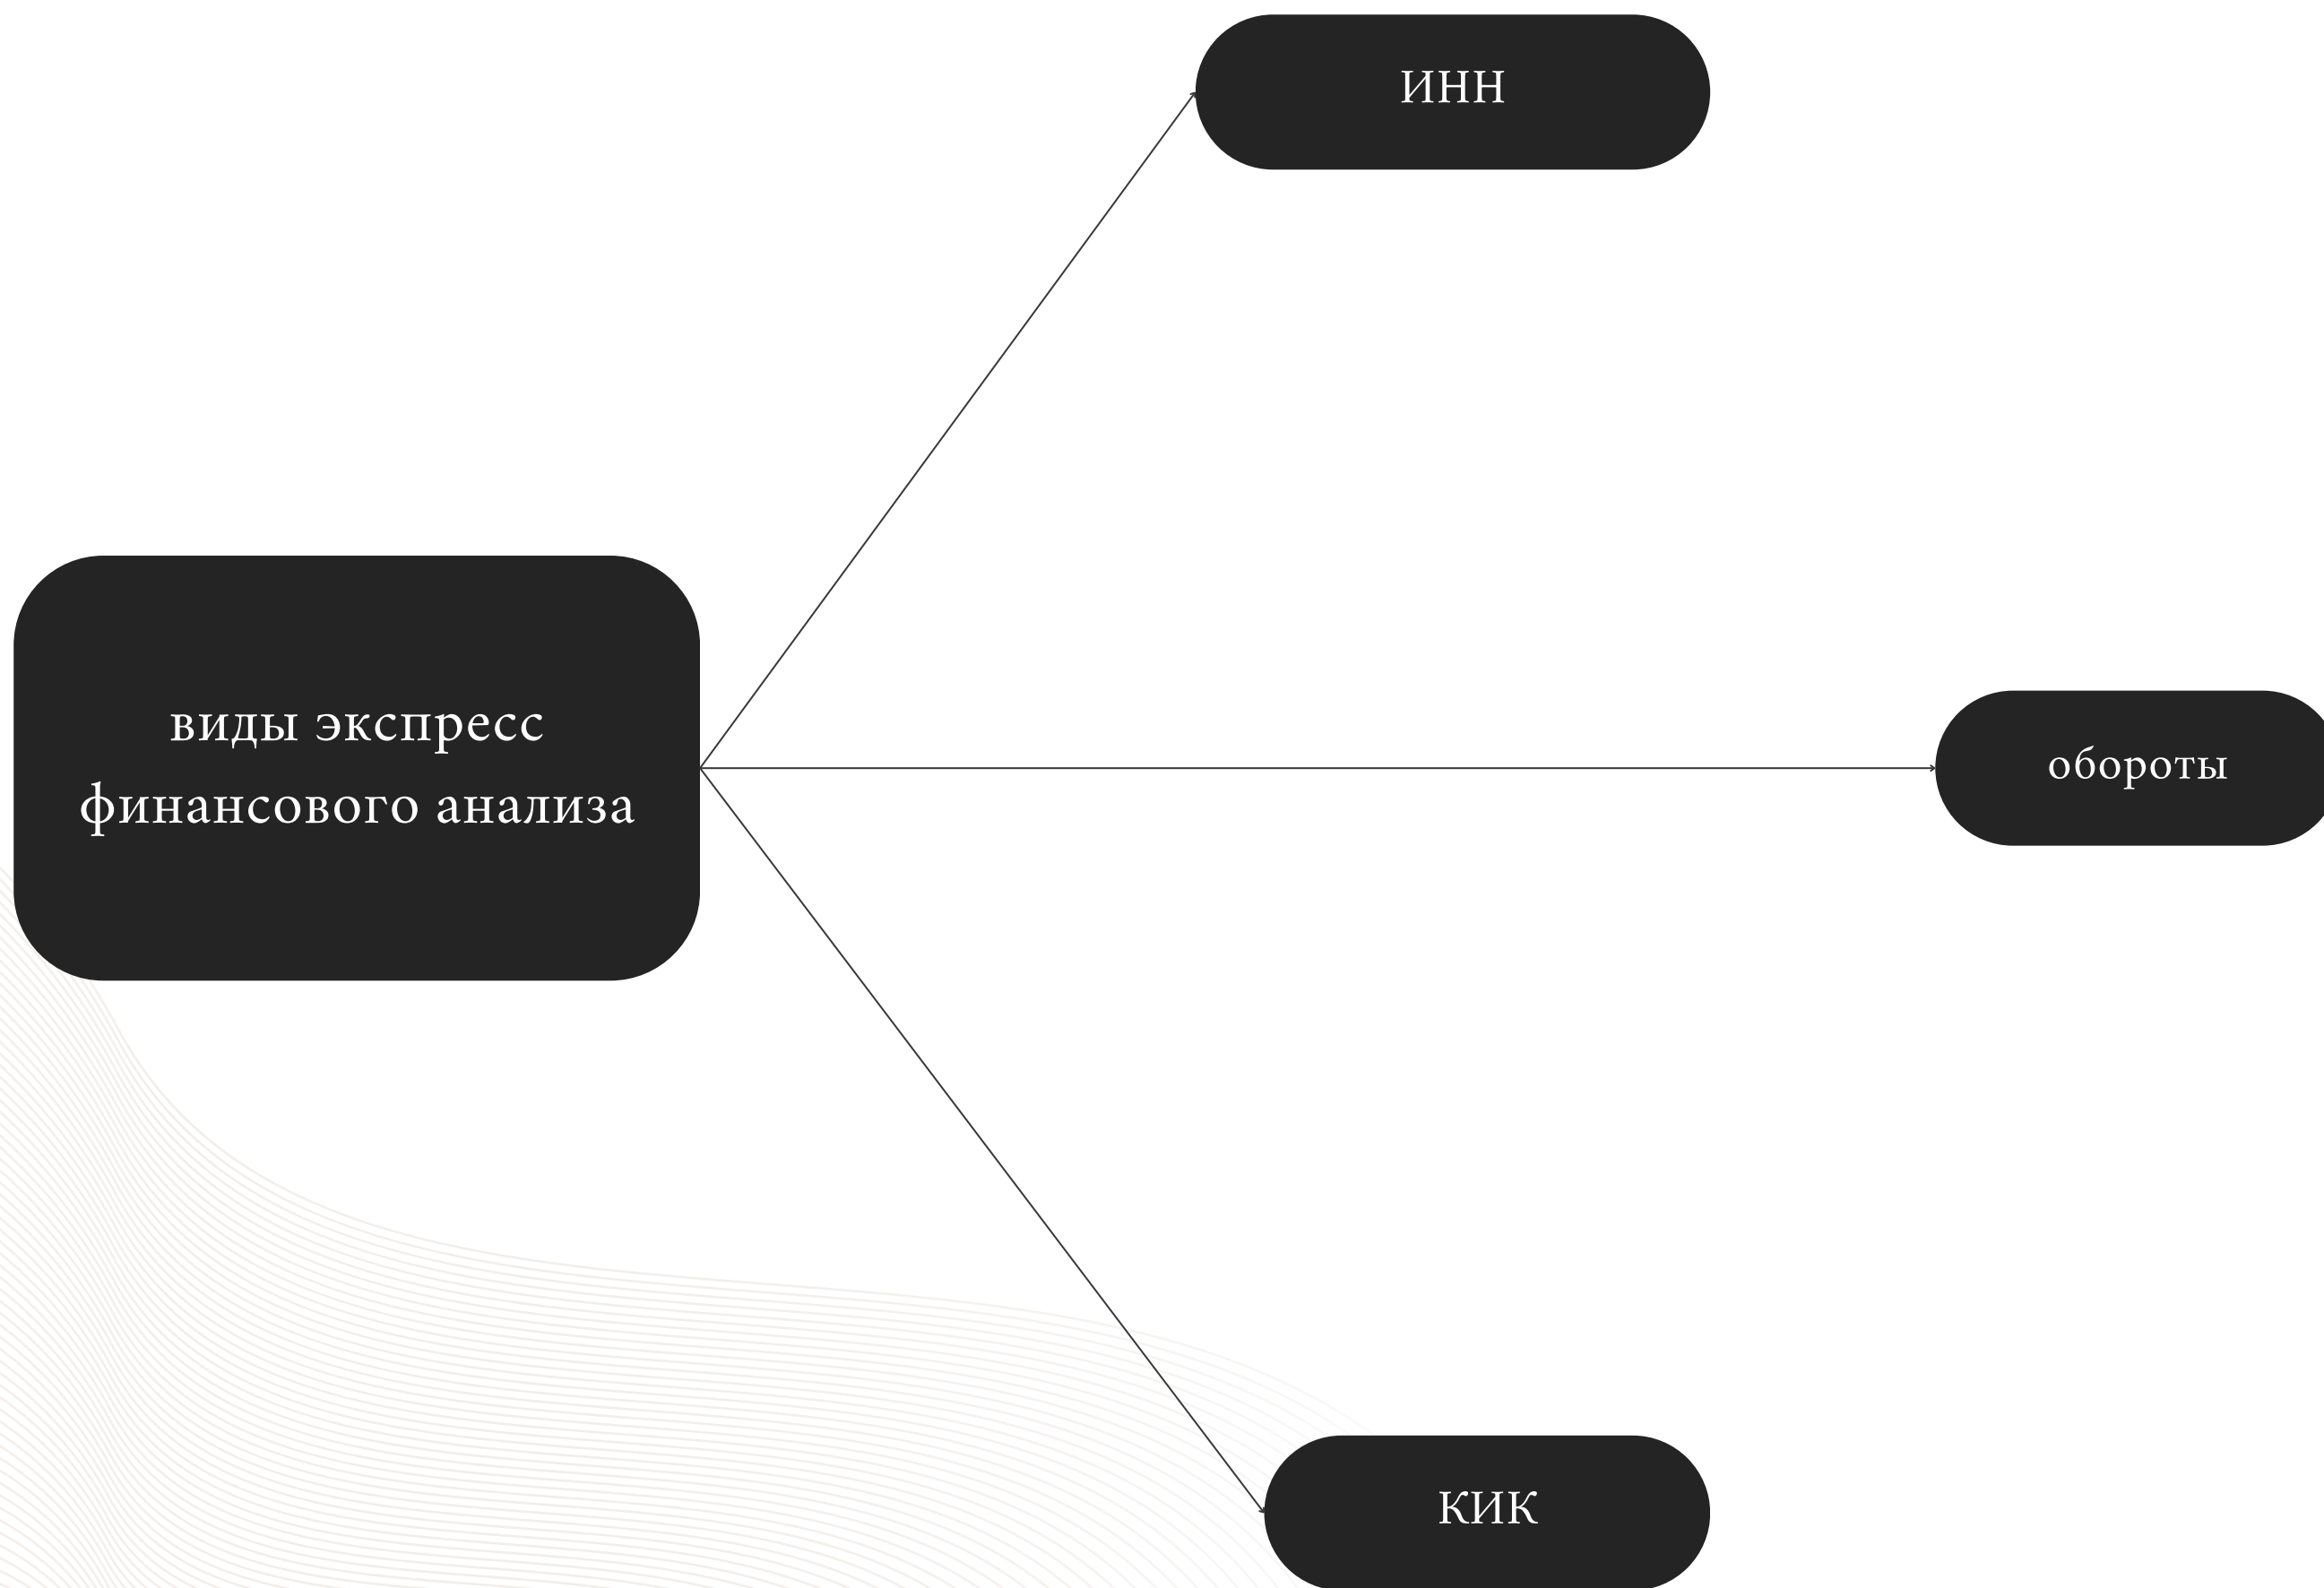 ИНН
виды экспресс
финансового анализа
обороты
КИК